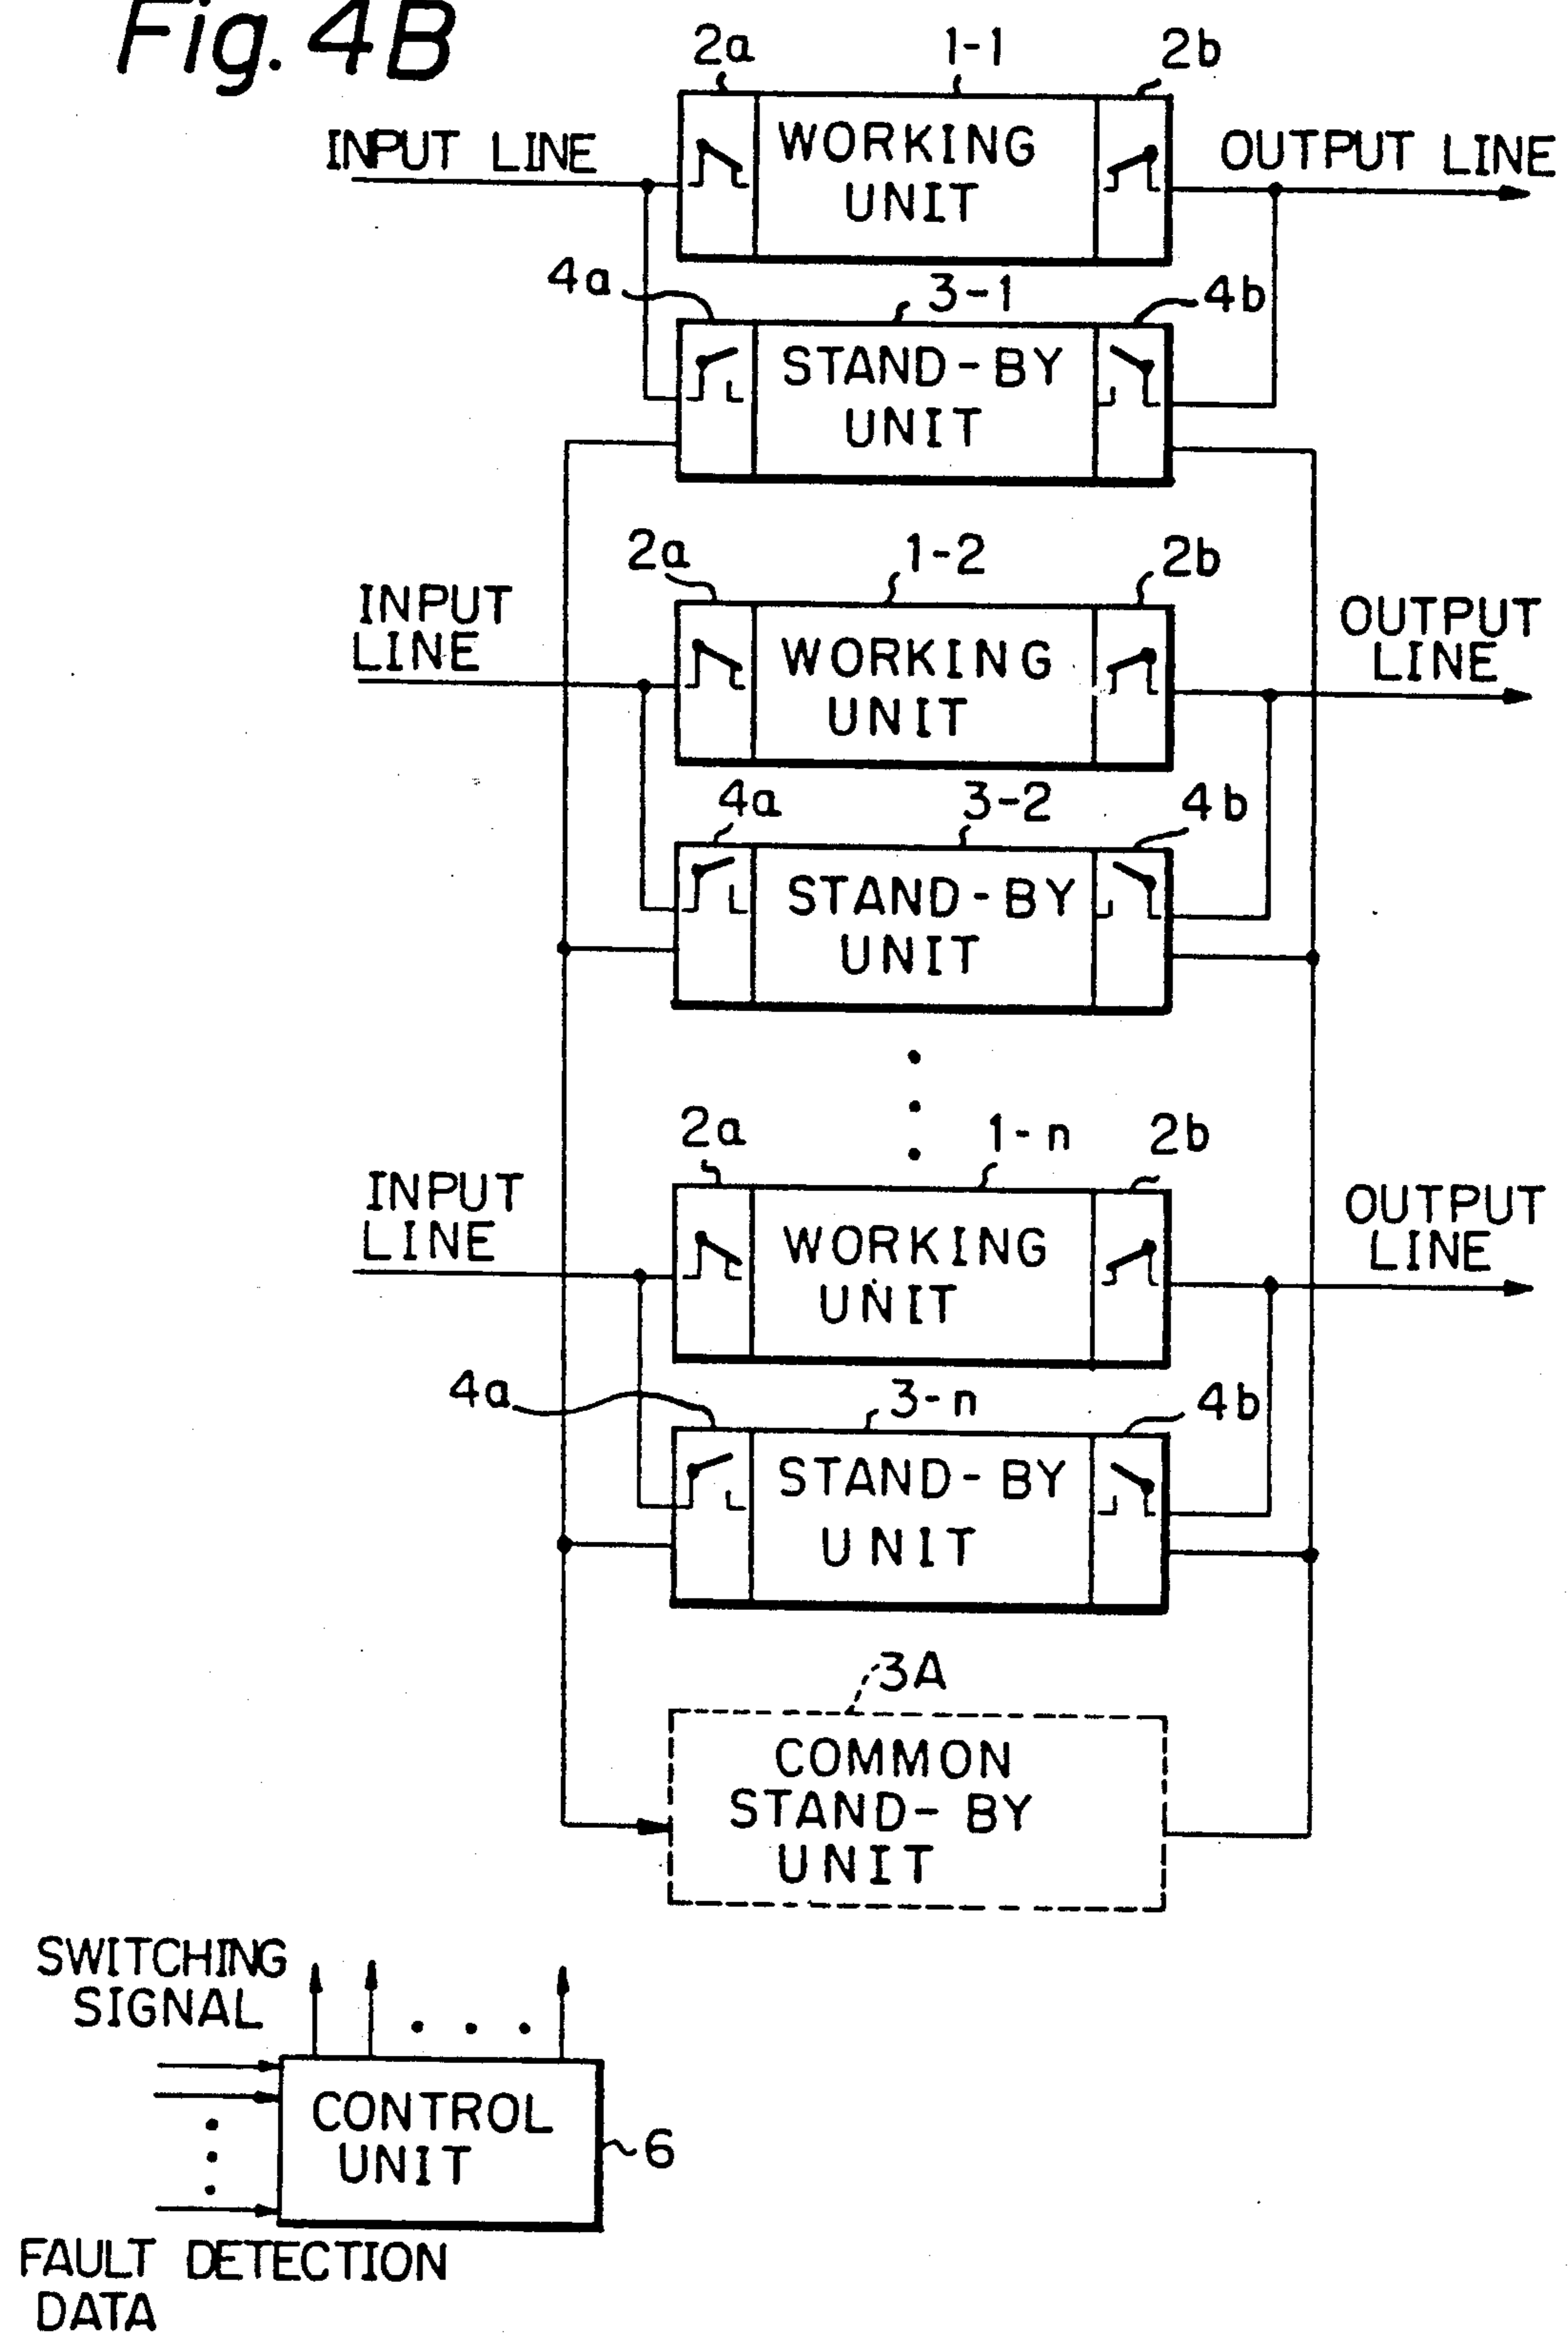 Fig. 4B
2a 1-1 2b
INPUT LINE
WORKING
UNIT
OUTPUT LINE
4a 3-1 4b
STAND-BY
UNIT
2a 1-2 2b
INPUT
LINE
WORKING
UNIT
OUTPUT
LINE
4a 3-2 4b
STAND-BY
UNIT
2a 1-n 2b
INPUT
LINE
WORKING
UNIT
OUTPUT
LINE
4a 3-n 4b
STAND-BY
UNIT
3A
COMMON
STAND-BY
UNIT
SWITCHING
SIGNAL
CONTROL
UNIT
6
FAULT DETECTION
DATA